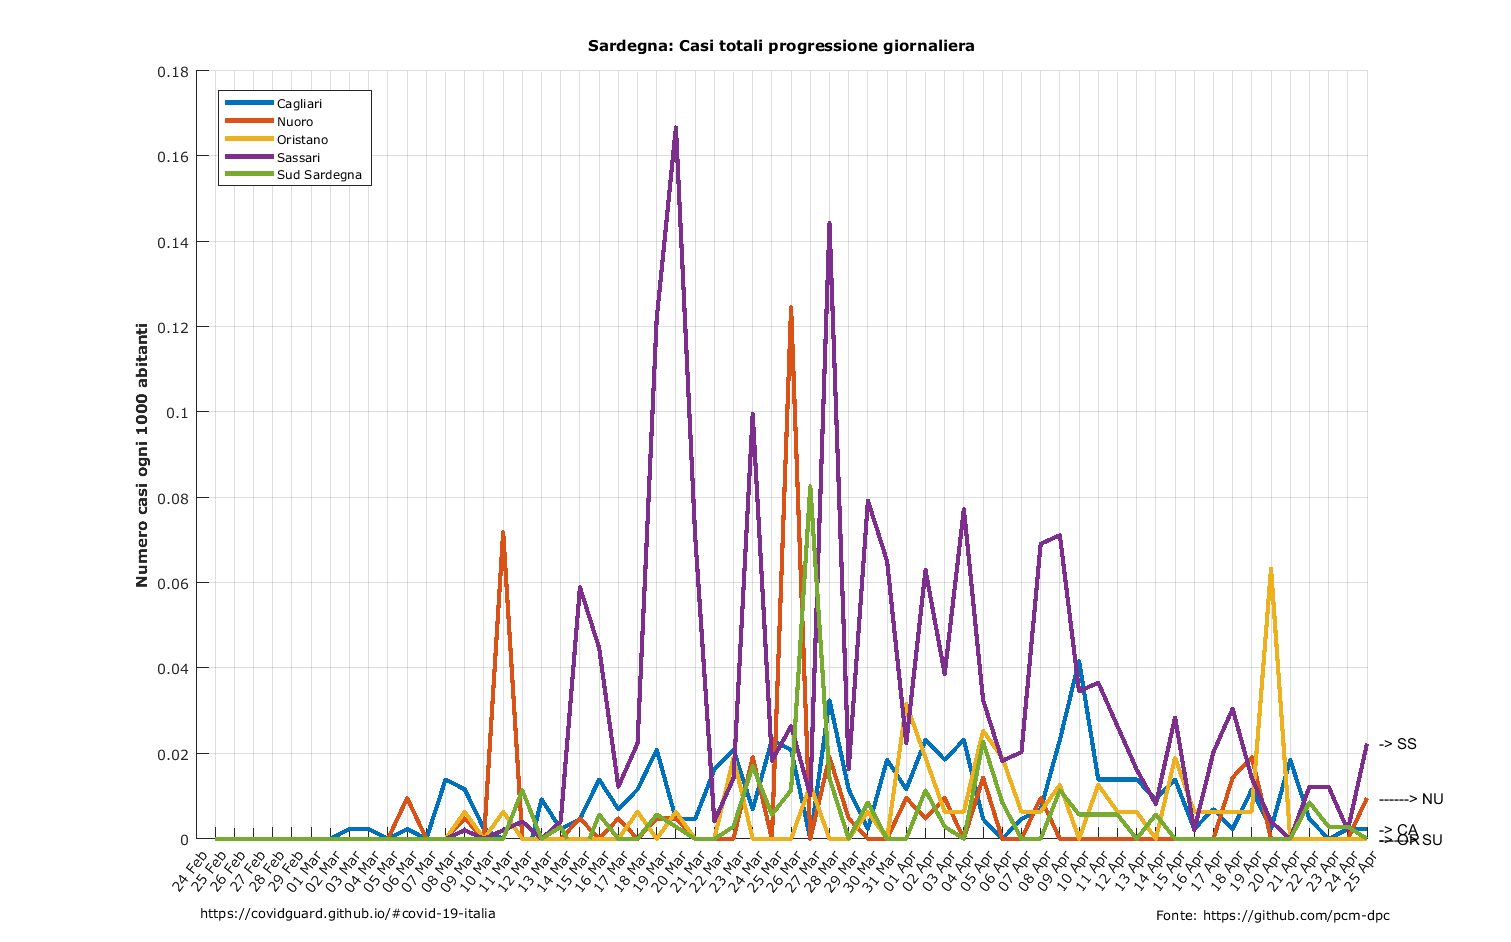 Sardegna: Casi totali progressione giornaliera
0.18
0.16
0.14
0.12
0.1
0.08
0.06
0.04
0.02
0
Numero casi ogni 1000 abitanti
Cagliari
Nuoro
Oristano
Sassari
Sud Sardegna
-> SS
------> NU
-> CA
-> OR
SU
24 Feb
25 Feb
26 Feb
27 Feb
28 Feb
29 Feb
01 Mar
02 Mar
03 Mar
04 Mar
05 Mar
06 Mar
07 Mar
08 Mar
09 Mar
10 Mar
11 Mar
12 Mar
13 Mar
14 Mar
15 Mar
16 Mar
17 Mar
18 Mar
19 Mar
20 Mar
21 Mar
22 Mar
23 Mar
24 Mar
25 Mar
26 Mar
27 Mar
28 Mar
29 Mar
30 Mar
31 Mar
01 Apr
02 Apr
03 Apr
04 Apr
05 Apr
06 Apr
07 Apr
08 Apr
09 Apr
10 Apr
11 Apr
12 Apr
13 Apr
14 Apr
15 Apr
16 Apr
17 Apr
18 Apr
19 Apr
20 Apr
21 Apr
22 Apr
23 Apr
24 Apr
25 Apr
https://covidguard.github.io/#covid-19-italia
Fonte: https://github.com/pcm-dpc